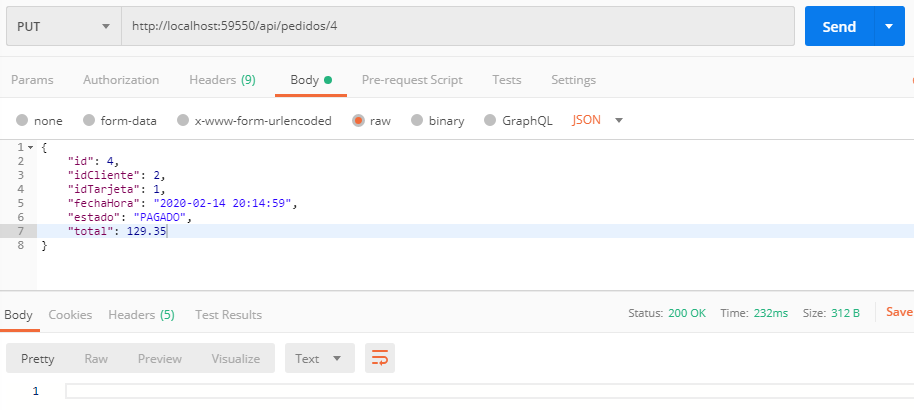 PUT http://localhost:59550/api/pedidos/4 Send
Params Authorization Headers (9) Body Pre-request Script Tests Settings
none form-data x-www-form-urlencoded raw binary GraphQL JSON
1 {
2 "id": 4,
3 "idCliente": 2,
4 "idTarjeta": 1,
5 "fechaHora": "2020-02-14 20:14:59",
6 "estado": "PAGADO",
7 "total": 129.35
8 }
Body Cookies Headers (5) Test Results Status: 200 OK Time: 232ms Size: 312 B Save
Pretty Raw Preview Visualize Text
1